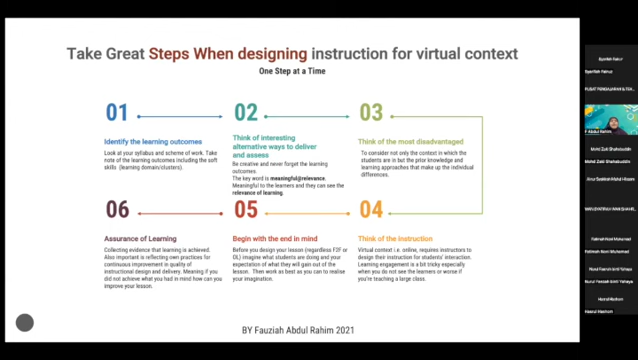 Take Great Steps When designing instruction for virtual context
One Step at a Time
01
02
03
Identify the learning outcomes
Look at your syllabus and scheme of work. Take
note of the learning outcomes including the soft
skills (learning domain/clusters).
Think of interesting
alternative ways to deliver
and assess
Be creative and never forget the learning
outcomes.
The key word is meaningful@relevance.
Meaningful to the learners and they can see the
relevance of learning.
Think of the most disadvantaged
To consider not only the context in which the
students are in but the prior knowledge and
learning approaches that make up the individual
differences.
06
05
04
Assurance of Learning
Collecting evidence that learning is achieved.
Also important is reflecting own practices for
continuous improvement in quality of
instructional design and delivery. Meaning if you
did not achieve what you had in mind how can you
improve your lesson.
Begin with the end in mind
Before you design your lesson (regardless F2F or
OL) imagine what students are doing and your
expectation of what they will gain out of the
lesson. Then work as best as you can to realise
your imagination.
Think of the instruction
Virtual context i.e. online, requires instructors to
design their instruction for students' interaction.
Learning engagement is a bit tricky especially
when you do not see the learners or worse if
you're teaching a large class.
BY Fauziah Abdul Rahim 2021
F Abdul Rahim
Mohd Zaki Shahabuddin